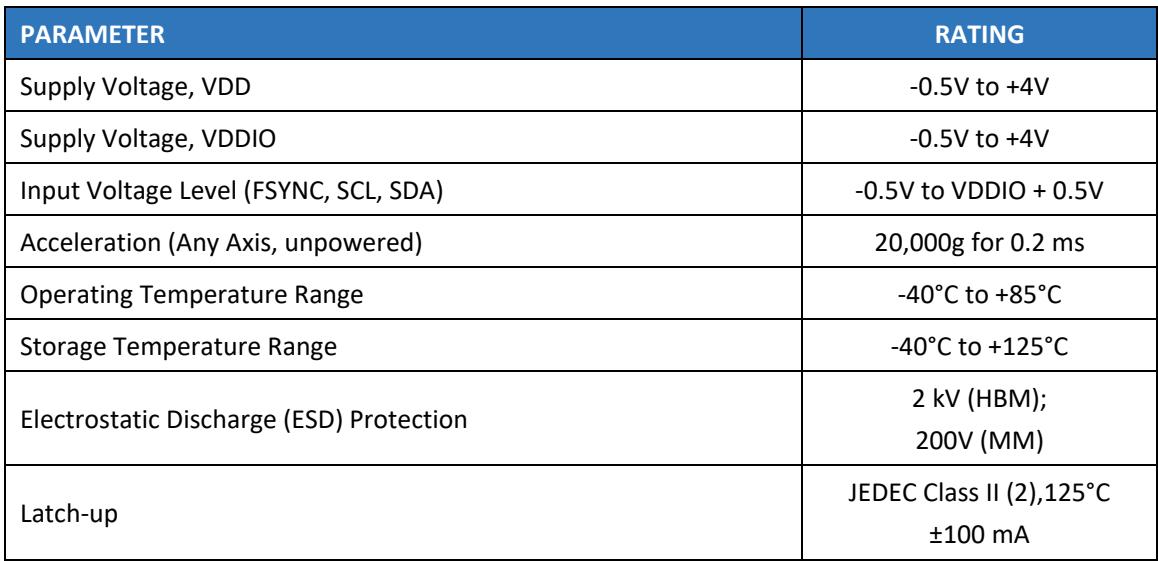 PARAMETER RATING
Supply Voltage, VDD -0.5V to +4V
Supply Voltage, VDDIO -0.5V to +4V
Input Voltage Level (FSYNC, SCL, SDA) -0.5V to VDDIO + 0.5V
Acceleration (Any Axis, unpowered) 20,000g for 0.2 ms
Operating Temperature Range -40°C to +85°C
Storage Temperature Range -40°C to +125°C
Electrostatic Discharge (ESD) Protection 2 kV (HBM);
200V (MM)
Latch-up JEDEC Class II (2),125°C
±100 mA